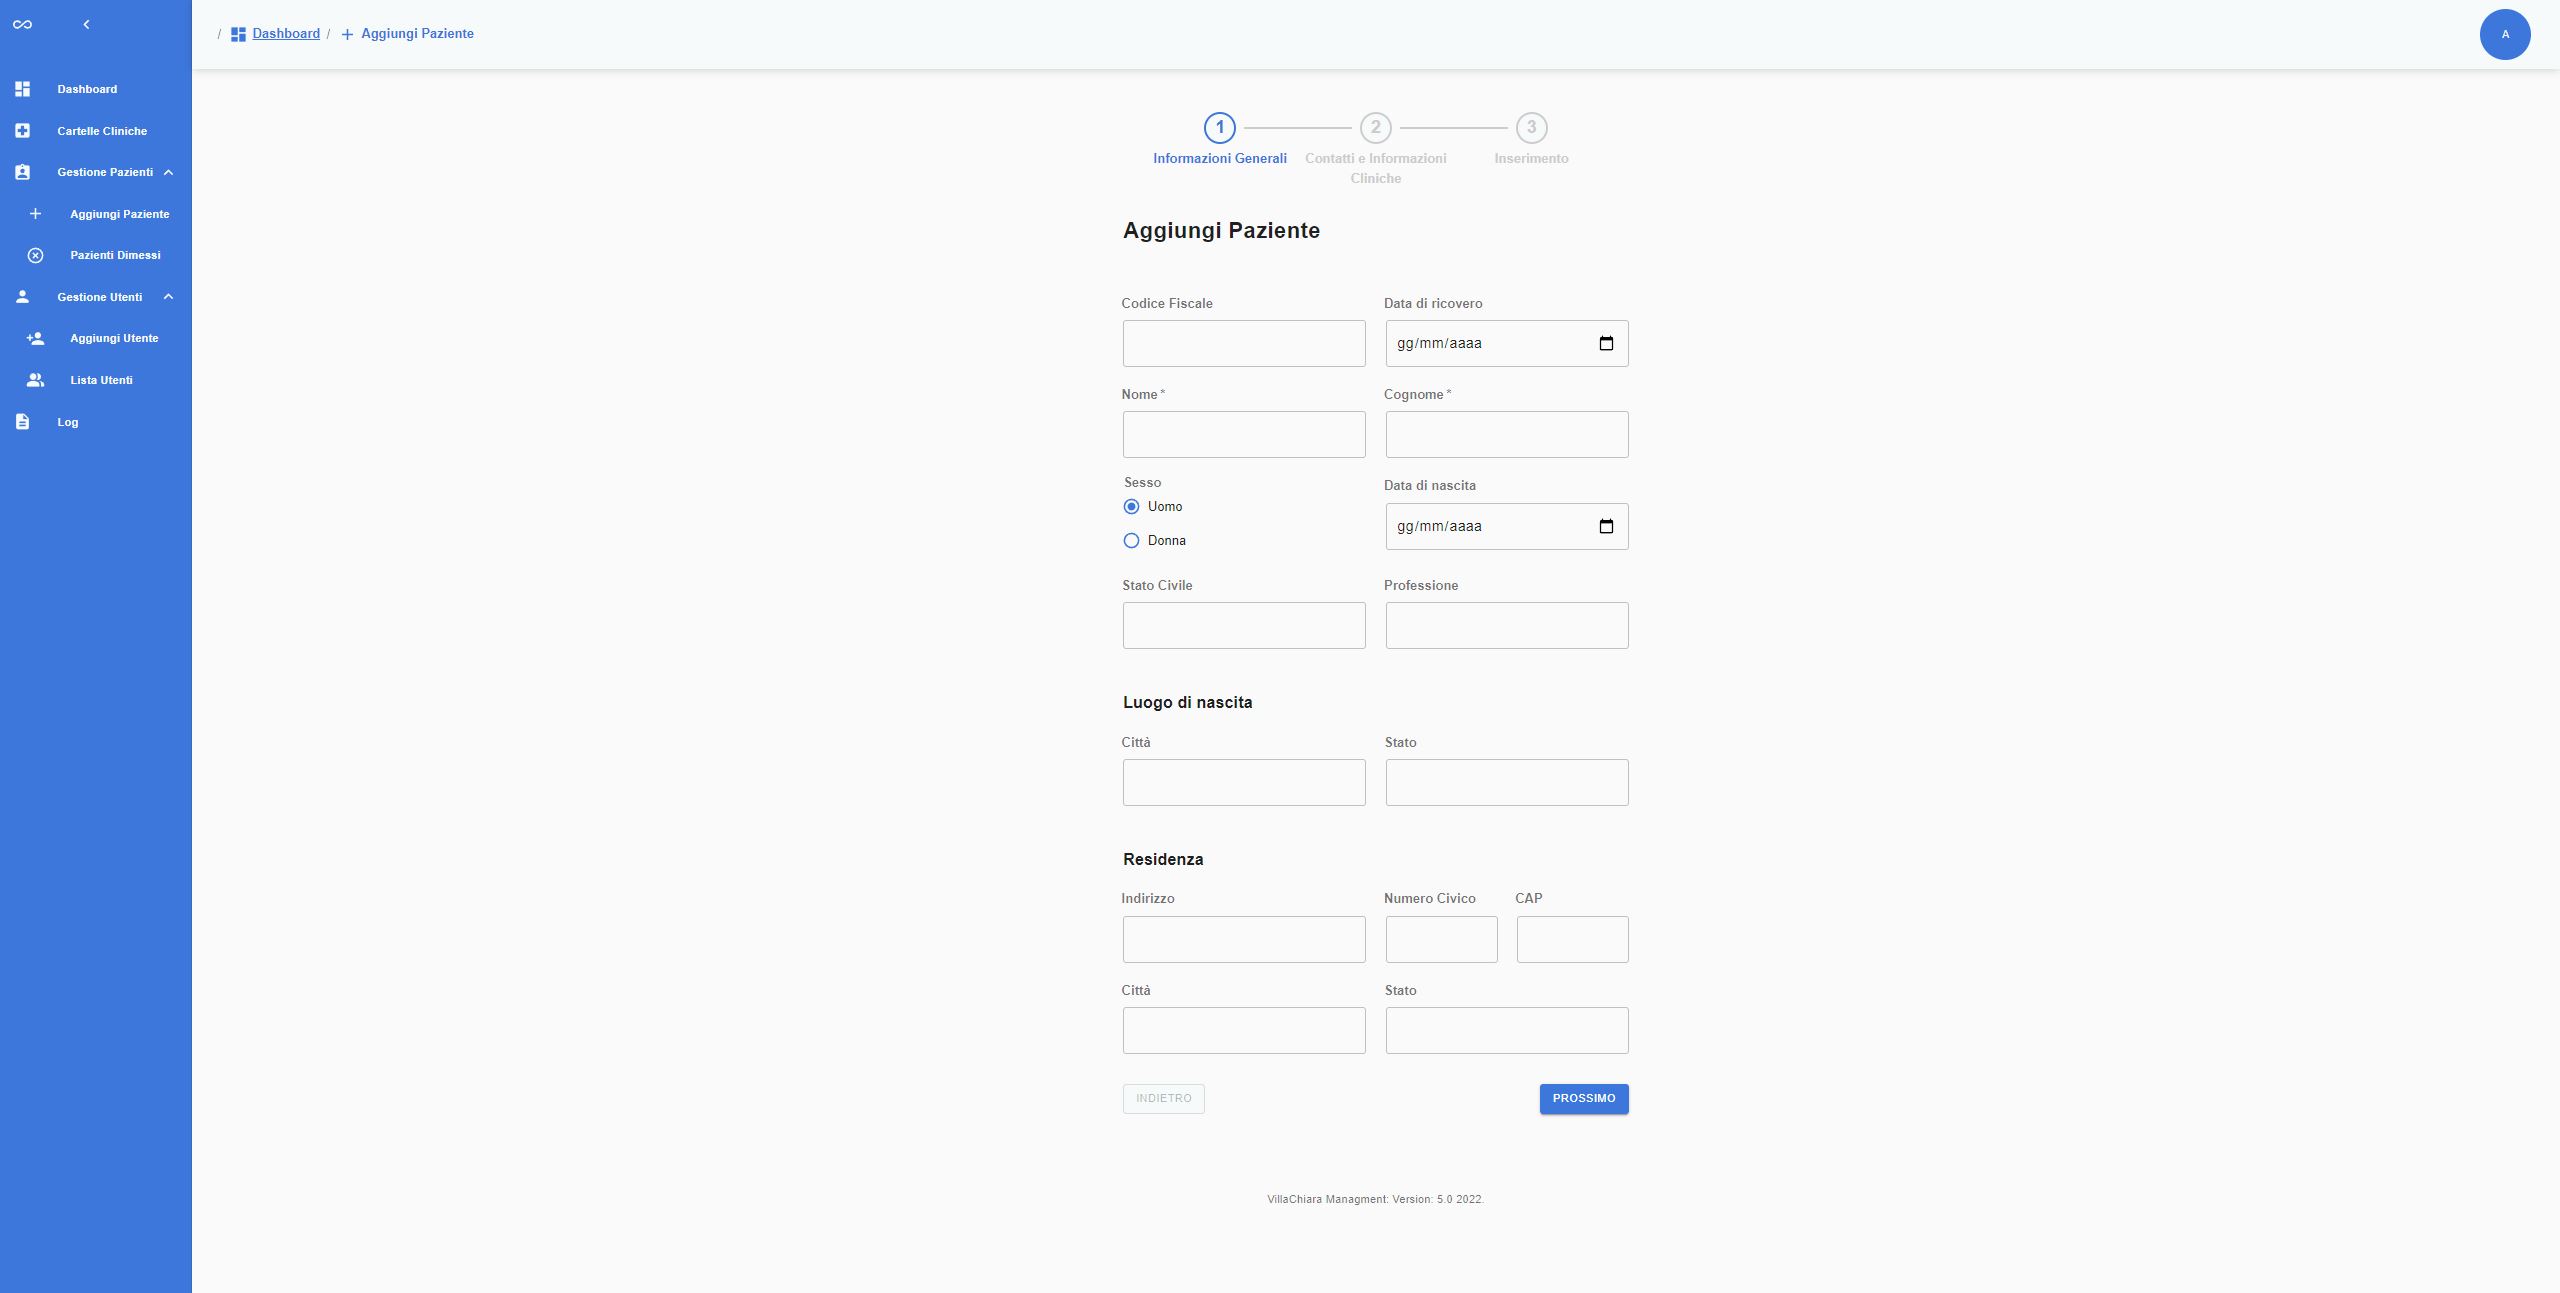 / Dashboard / Aggiungi Paziente
A
Dashboard
Cartelle Cliniche
Gestione Pazienti
Aggiungi Paziente
Pazienti Dimessi
Gestione Utenti
Aggiungi Utente
Lista Utenti
Log
1 2 3
Informazioni Generali
Contatti e Informazioni
Cliniche
Inserimento
Aggiungi Paziente
Codice Fiscale
Data di ricovero
gg/mm/aaaa
Nome *
Cognome *
Sesso
Uomo
Donna
Data di nascita
gg/mm/aaaa
Stato Civile
Professione
Luogo di nascita
Città
Stato
Residenza
Indirizzo
Numero Civico
CAP
Città
Stato
INDIETRO
PROSSIMO
VillaChiara Managment: Version: 5.0 2022.